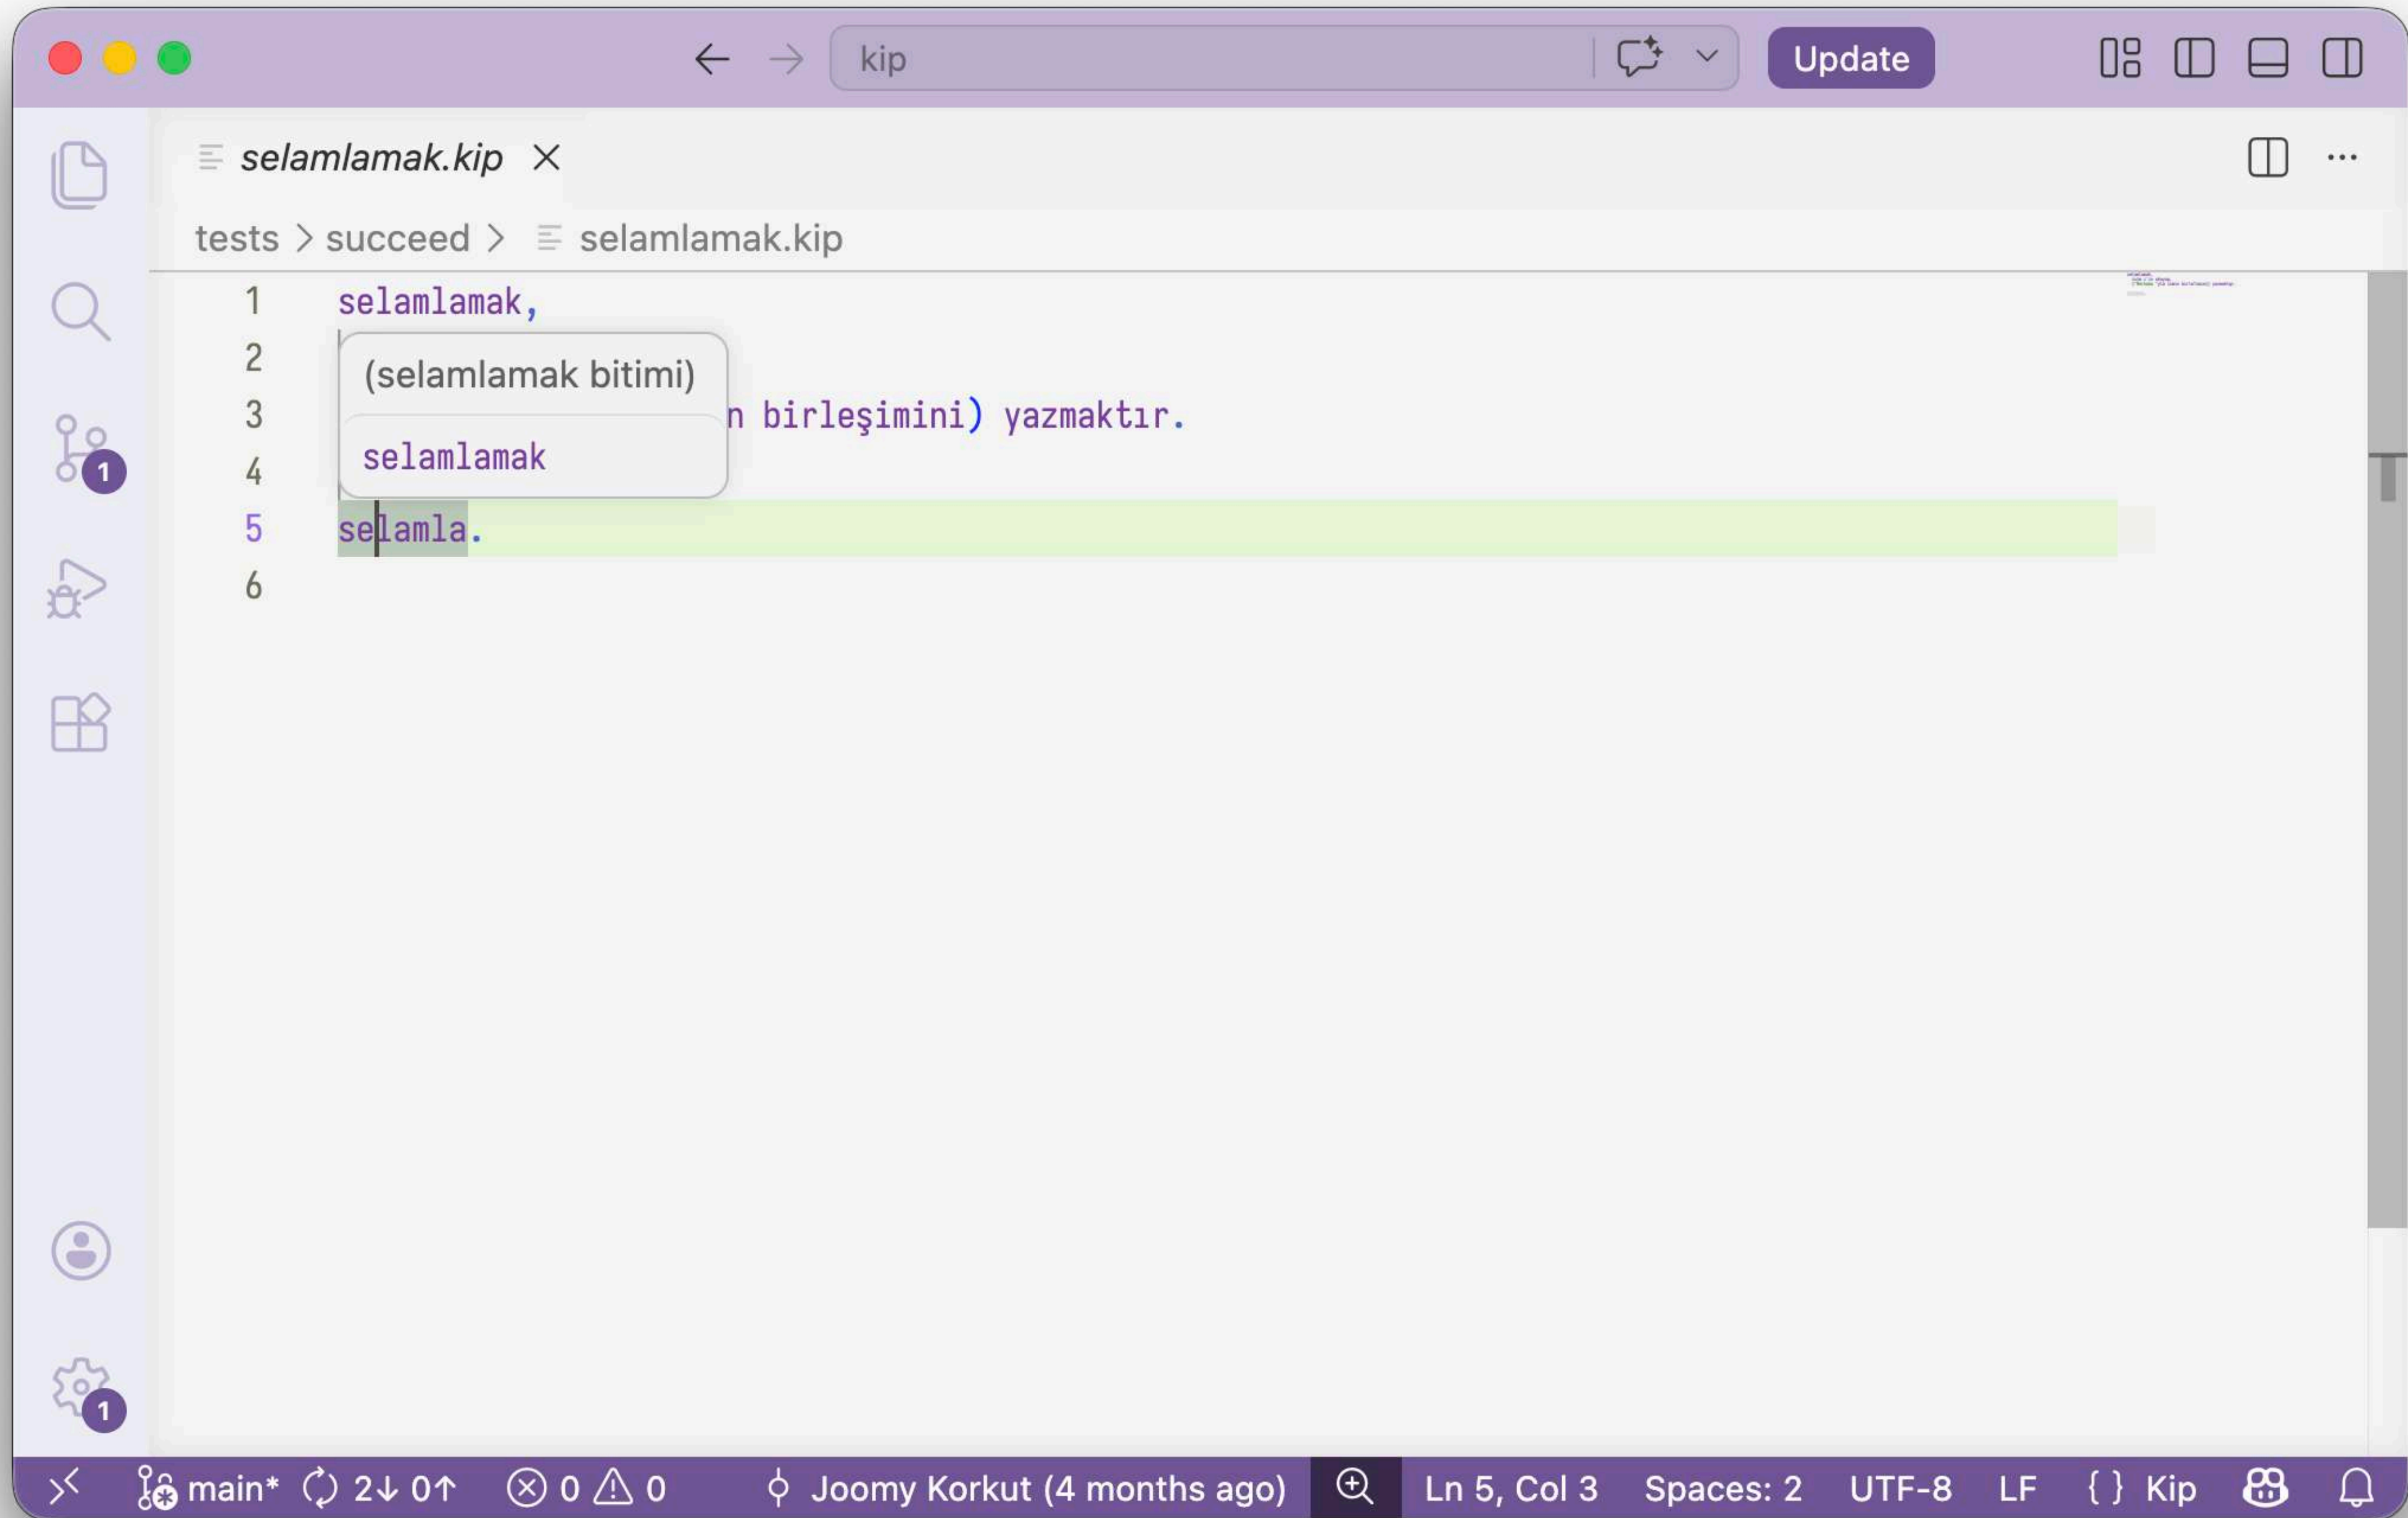 kip
Update
selamlamak.kip
tests > succeed > selamlamak.kip
1 selamlamak,
2
(selamlamak bitimi)
3 n birleşimini) yazmaktır.
selamlamak
4
5 selamla.
6
1
1
main* 2↓ 0↑ 0 0 Joomy Korkut (4 months ago) Ln 5, Col 3 Spaces: 2 UTF-8 LF { } Kip